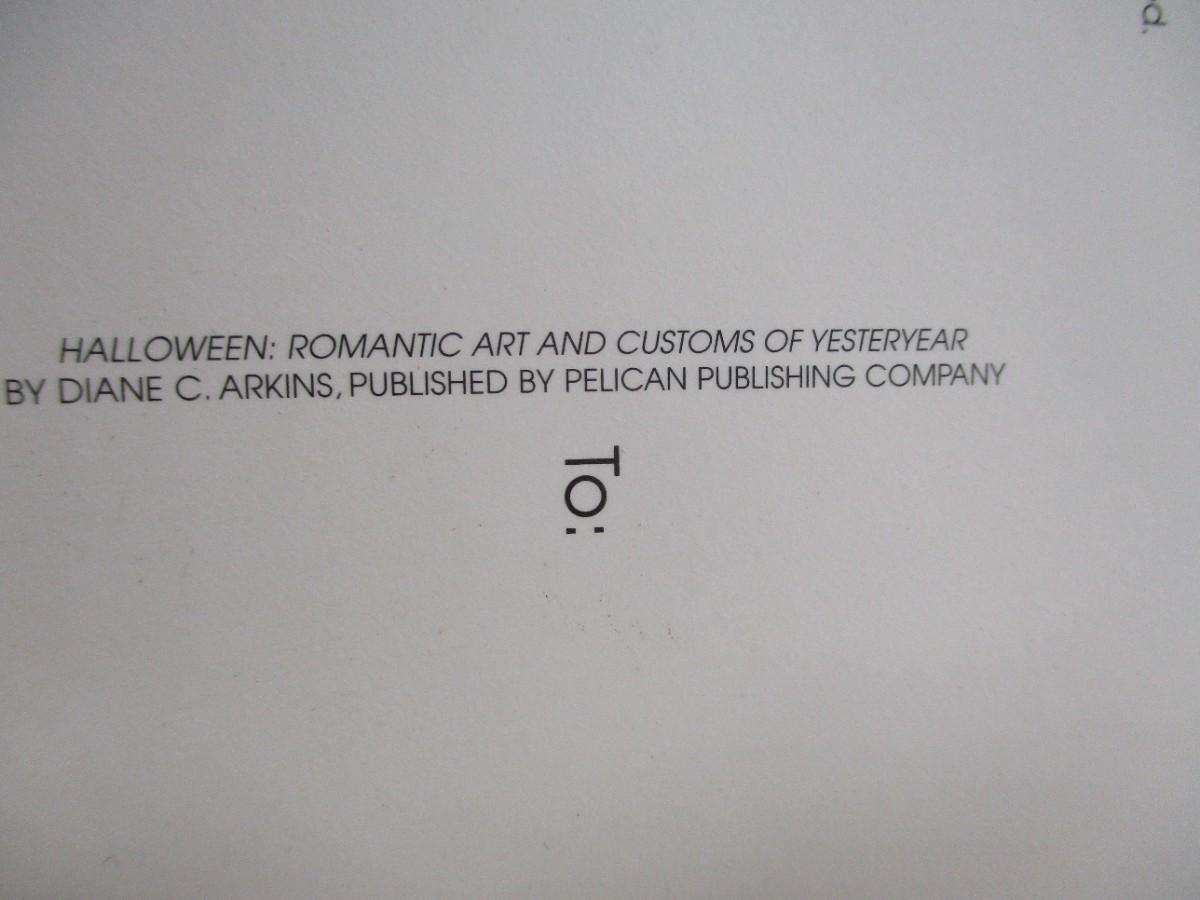 HALLOWEEN: ROMANTIC ART AND CUSTOMS OF YESTERYEAR
BY DIANE C. ARKINS, PUBLISHED BY PELICAN PUBLISHING COMPANY
To: